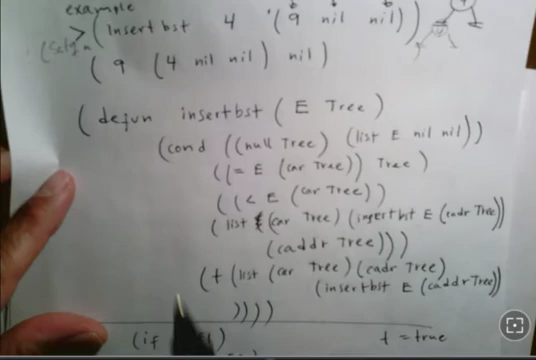 example
> (insertbst 4 '(9 nil nil))
(setq n
(9 (4 nil nil) nil)
(defun insertbst (E Tree)
(cond ((null Tree) (list E nil nil))
((= E (car Tree)) Tree)
((< E (car Tree))
(list (car Tree) (insertbst E (cadr Tree))
(caddr Tree)))
(t (list (car Tree) (cadr Tree)
(insertbst E (caddr Tree))
))))
(if
t = true